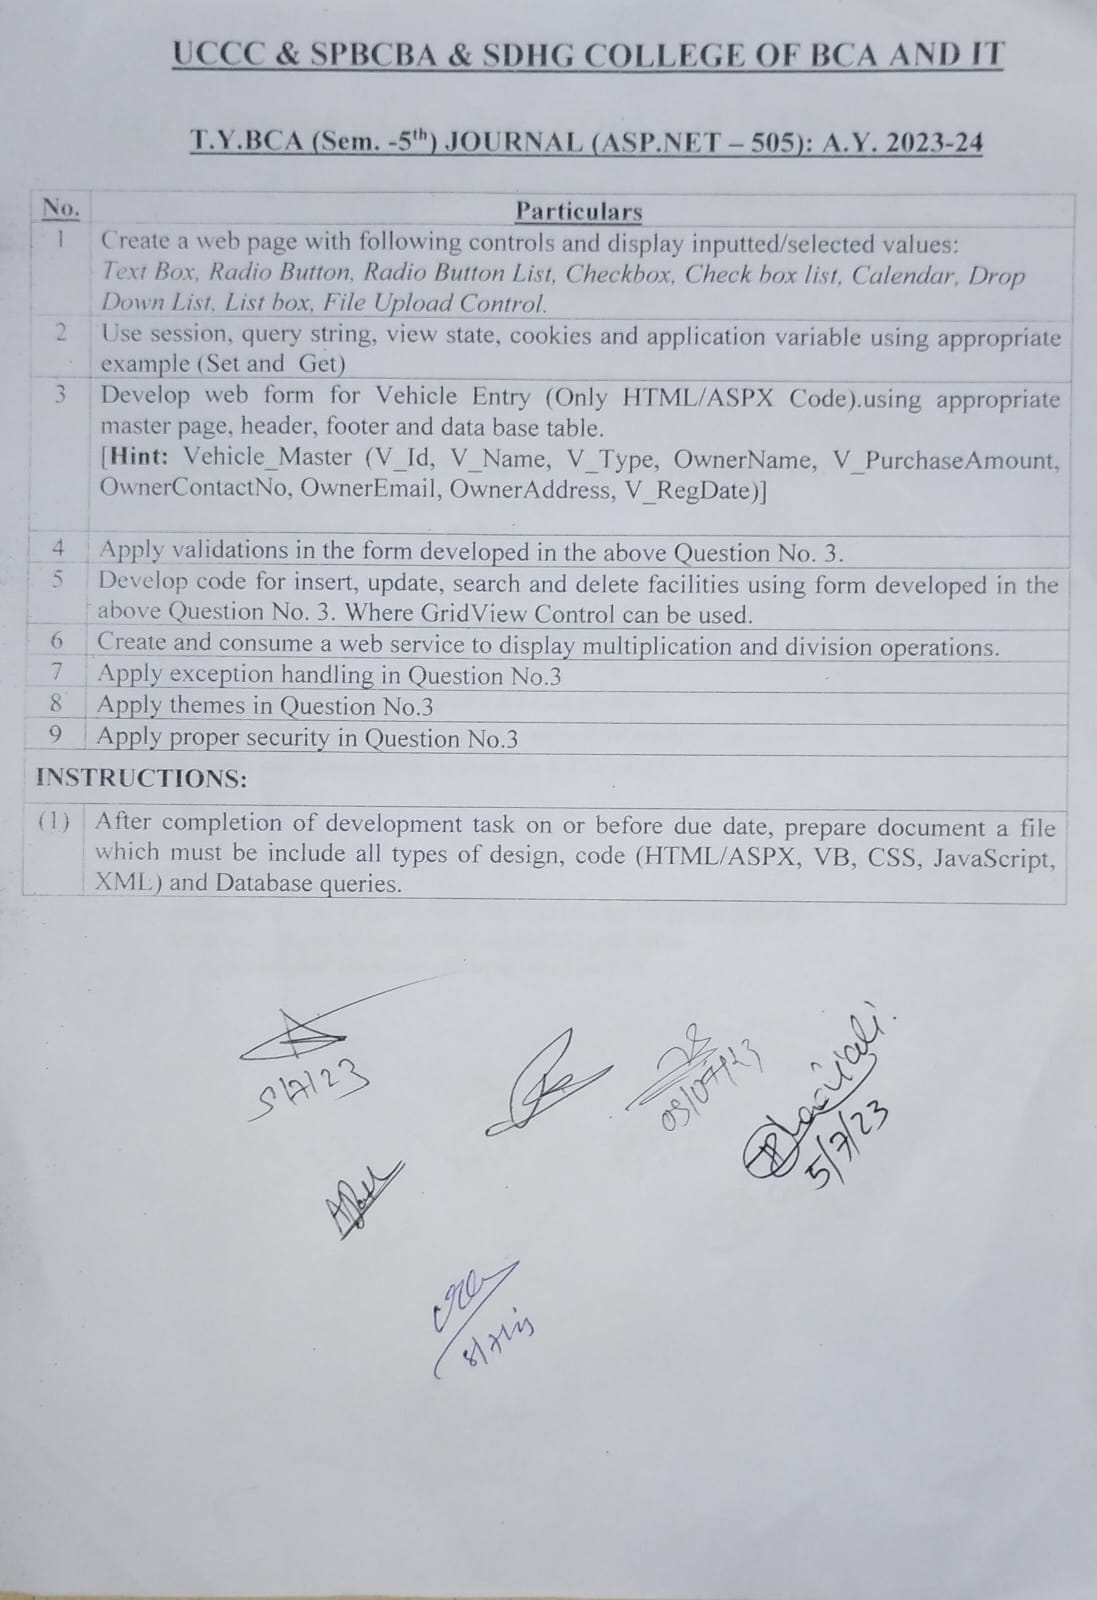 UCCC & SPBCBA & SDHG COLLEGE OF BCA AND IT
T.Y.BCA (Sem. -5th) JOURNAL (ASP.NET – 505): A.Y. 2023-24
No. Particulars
1 Create a web page with following controls and display inputted/selected values:
Text Box, Radio Button, Radio Button List, Checkbox, Check box list, Calendar, Drop
Down List, List box, File Upload Control.
2 Use session, query string, view state, cookies and application variable using appropriate
example (Set and Get)
3 Develop web form for Vehicle Entry (Only HTML/ASPX Code).using appropriate
master page, header, footer and data base table.
[Hint: Vehicle_Master (V_Id, V_Name, V_Type, OwnerName, V_PurchaseAmount,
OwnerContactNo, OwnerEmail, OwnerAddress, V_RegDate)]
4 Apply validations in the form developed in the above Question No. 3.
5 Develop code for insert, update, search and delete facilities using form developed in the
above Question No. 3. Where GridView Control can be used.
6 Create and consume a web service to display multiplication and division operations.
7 Apply exception handling in Question No.3
8 Apply themes in Question No.3
9 Apply proper security in Question No.3
INSTRUCTIONS:
(1) After completion of development task on or before due date, prepare document a file
which must be include all types of design, code (HTML/ASPX, VB, CSS, JavaScript,
XML) and Database queries.
5/7/23
05/07/23
5/7/23